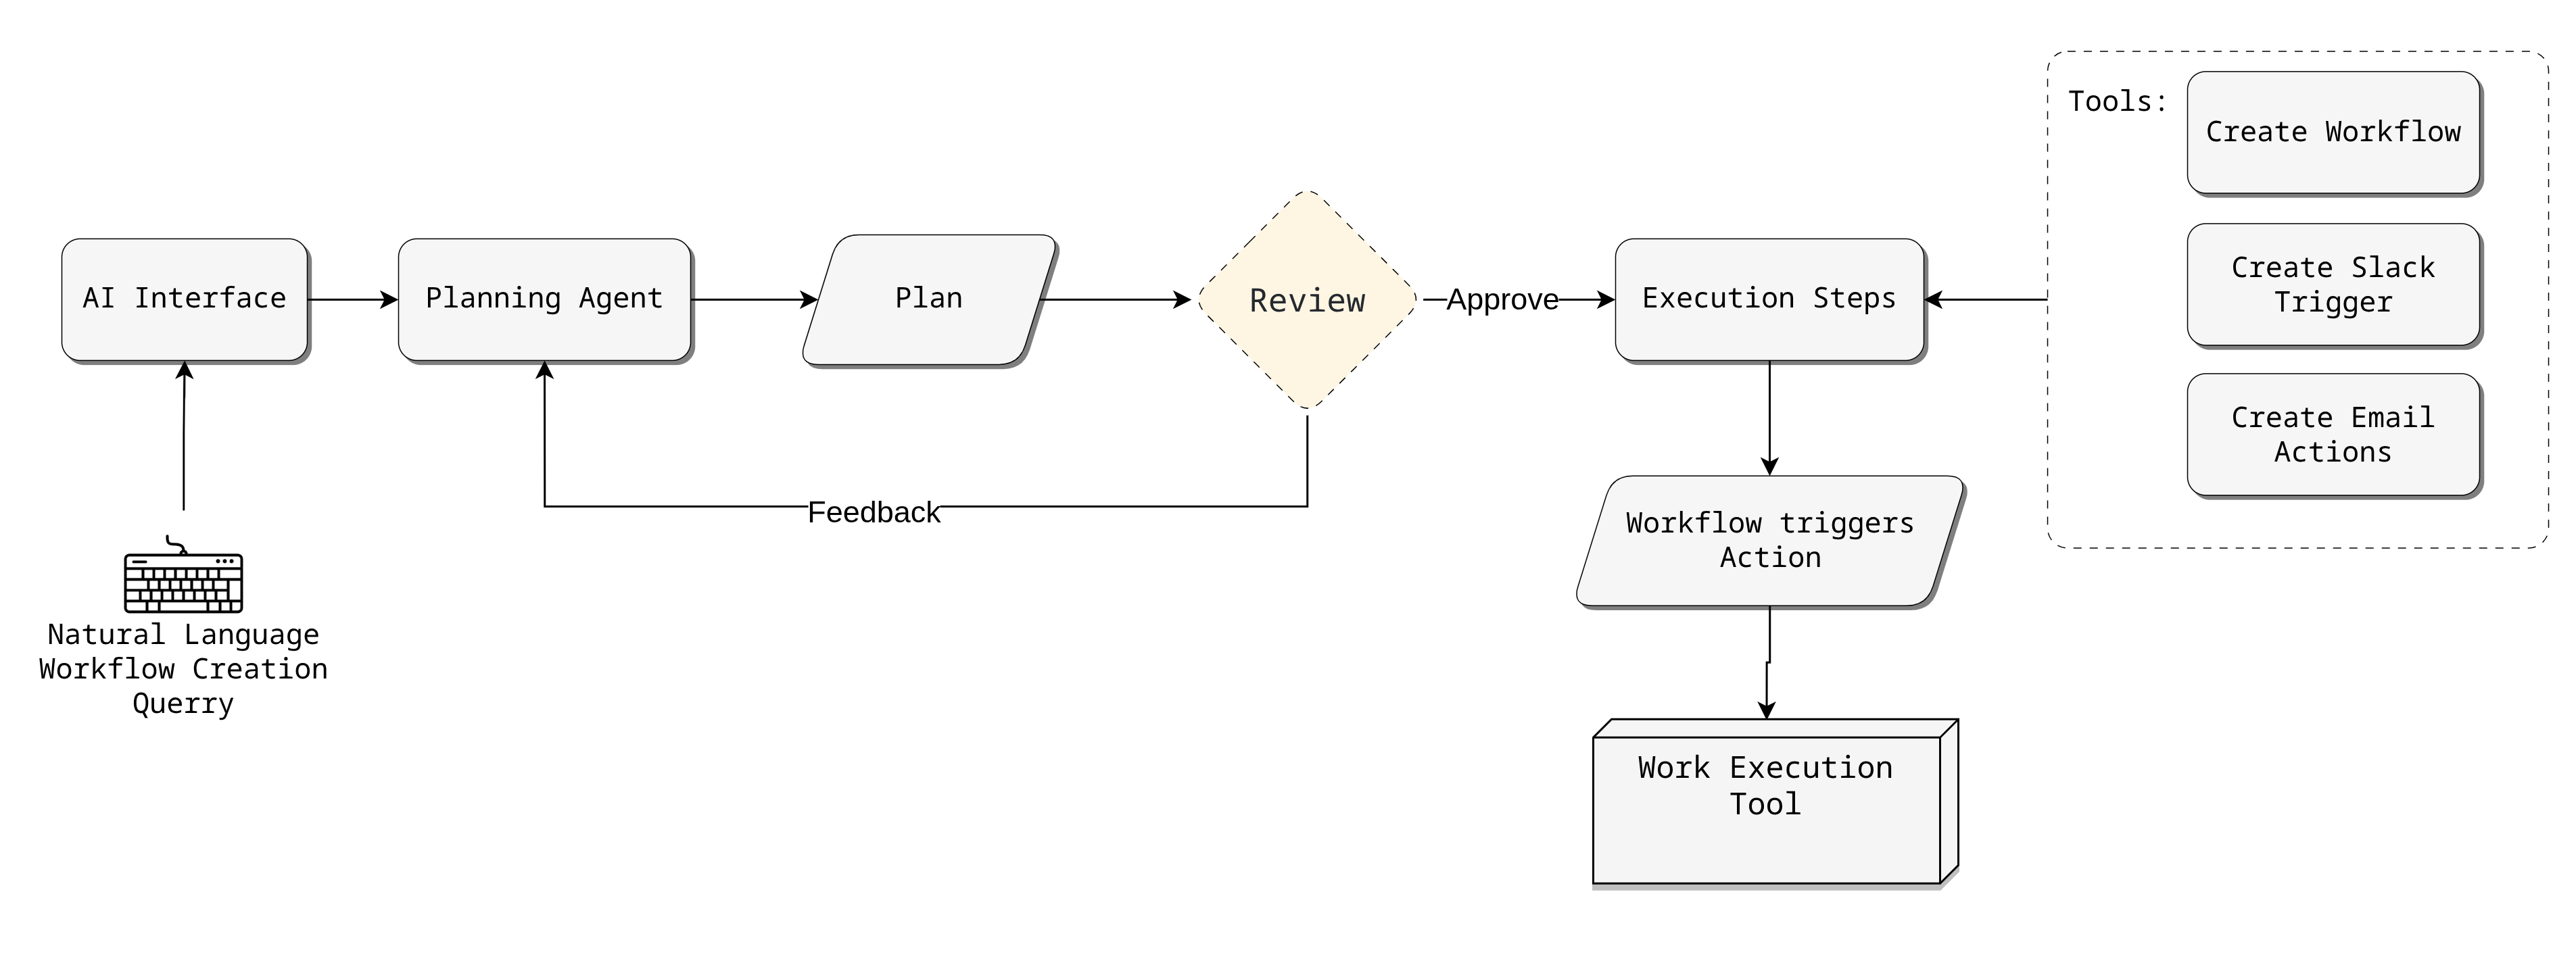 Tools:
Create Workflow
Create Slack
Trigger
Create Email
Actions
AI Interface
Planning Agent
Plan
Review
Approve
Execution Steps
Feedback
Workflow triggers
Action
Natural Language
Workflow Creation
Querry
Work Execution
Tool